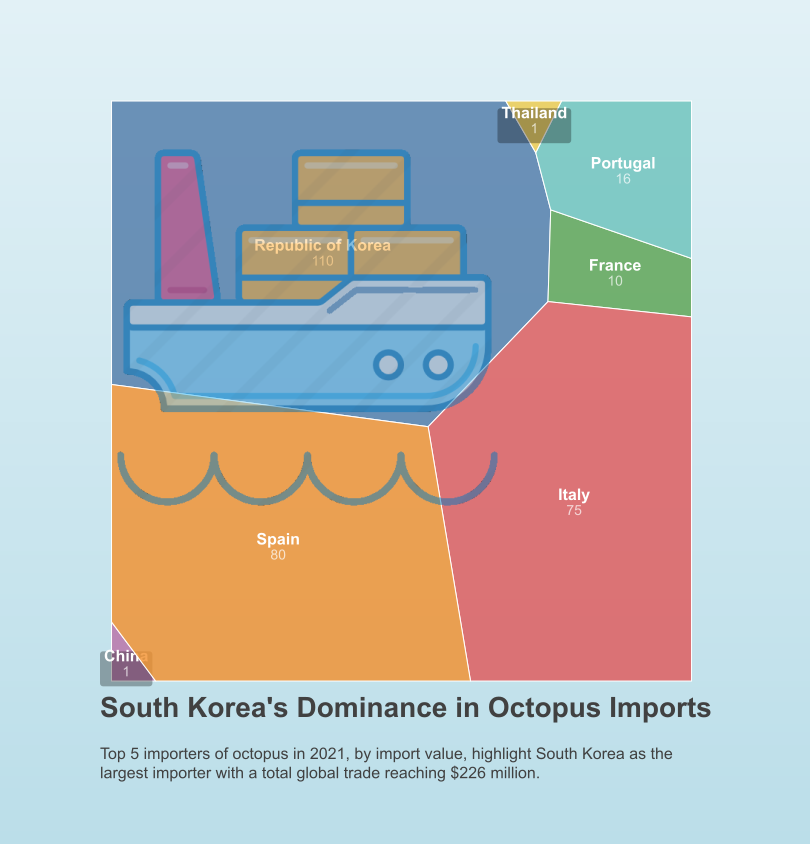 Thailand
1
Portugal
16
Republic of Korea
110
France
10
Italy
75
Spain
80
China
1
South Korea's Dominance in Octopus Imports
Top 5 importers of octopus in 2021, by import value, highlight South Korea as the
largest importer with a total global trade reaching $226 million.